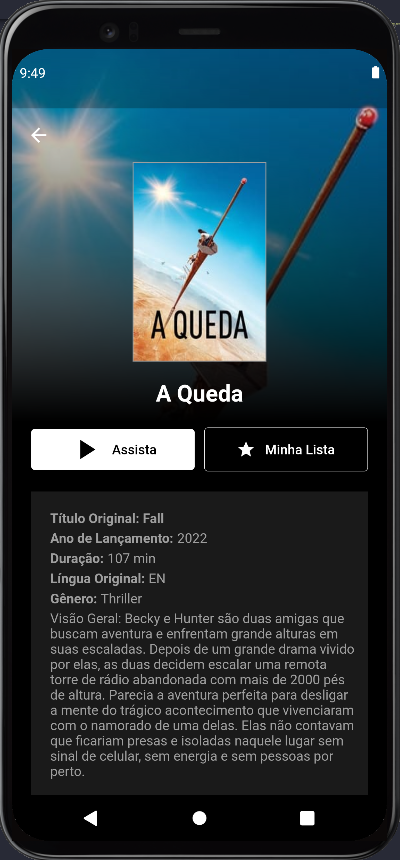 9:49
A QUEDA
A Queda
Assista
Minha Lista
Título Original: Fall
Ano de Lançamento: 2022
Duração: 107 min
Língua Original: EN
Gênero: Thriller
Visão Geral: Becky e Hunter são duas amigas que
buscam aventura e enfrentam grande alturas em
suas escaladas. Depois de um grande drama vivido
por elas, as duas decidem escalar uma remota
torre de rádio abandonada com mais de 2000 pés
de altura. Parecia a aventura perfeita para desligar
a mente do trágico acontecimento que vivenciaram
com o namorado de uma delas. Elas não contavam
que ficariam presas e isoladas naquele lugar sem
sinal de celular, sem energia e sem pessoas por
perto.